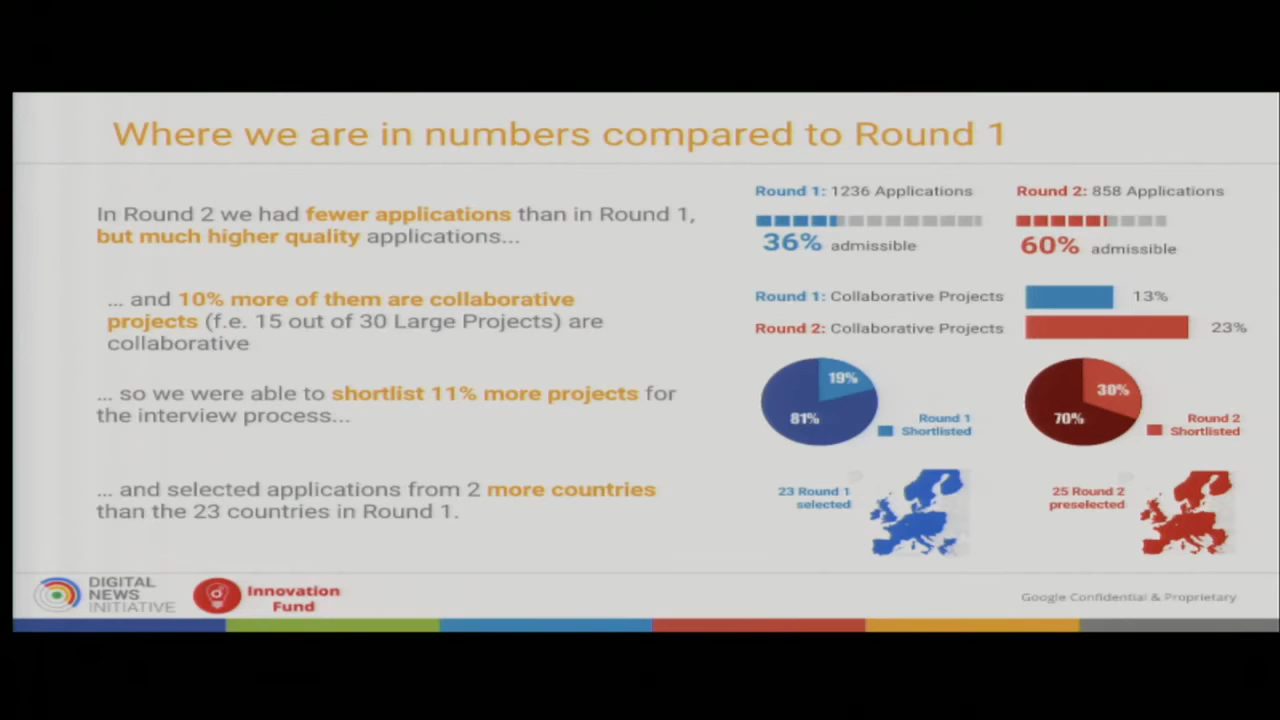 Where we are in numbers compared to Round 1
In Round 2 we had fewer applications than in Round 1,
but much higher quality applications...
... and 10% more of them are collaborative
projects (f.e. 15 out of 30 Large Projects) are
collaborative
... so we were able to shortlist 11% more projects for
the interview process...
... and selected applications from 2 more countries
than the 23 countries in Round 1.
Round 1: 1236 Applications
36% admissible
Round 2: 858 Applications
60% admissible
Round 1: Collaborative Projects 13%
Round 2: Collaborative Projects 23%
19%
81%
Round 1
Shortlisted
30%
70%
Round 2
Shortlisted
23 Round 1
selected
25 Round 2
preselected
DIGITAL
NEWS
INITIATIVE
Innovation
Fund
Google Confidential & Proprietary